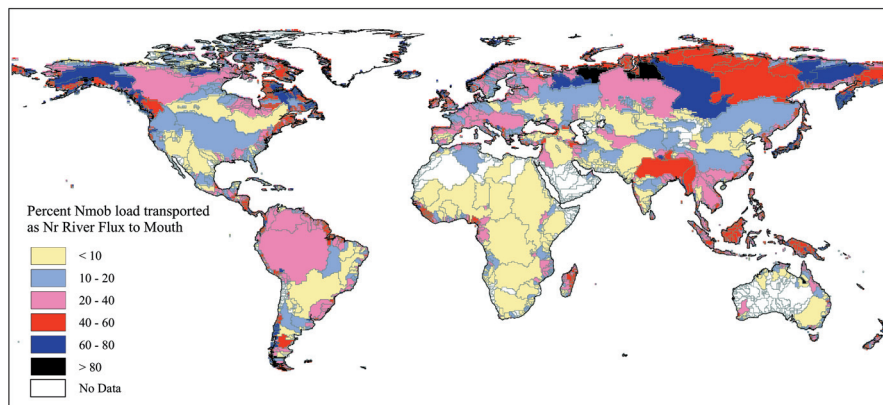 Percent Nmob load transported
as Nr River Flux to Mouth
< 10
10 - 20
20 - 40
40 - 60
60 - 80
> 80
No Data